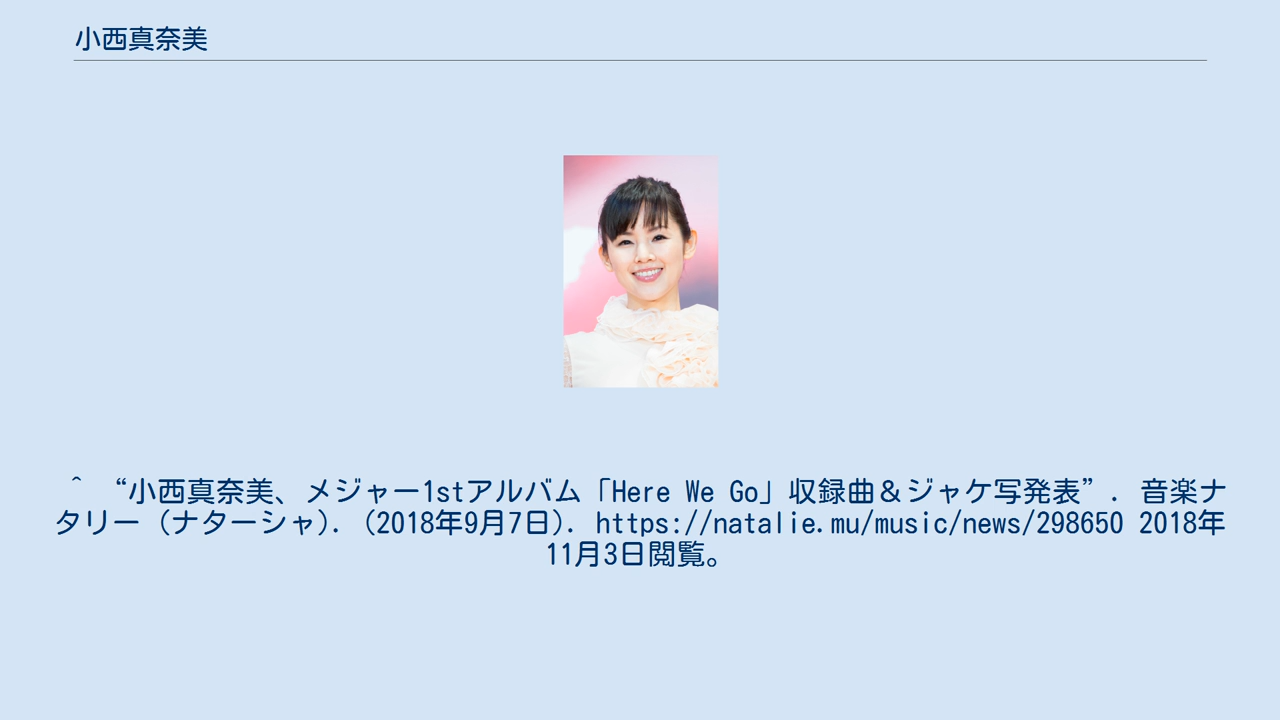 小西真奈美
^ “小西真奈美、メジャー1stアルバム「Here We Go」収録曲＆ジャケ写発表”. 音楽ナ
タリー (ナターシャ). (2018年9月7日). https://natalie.mu/music/news/298650 2018年
11月3日閲覧。